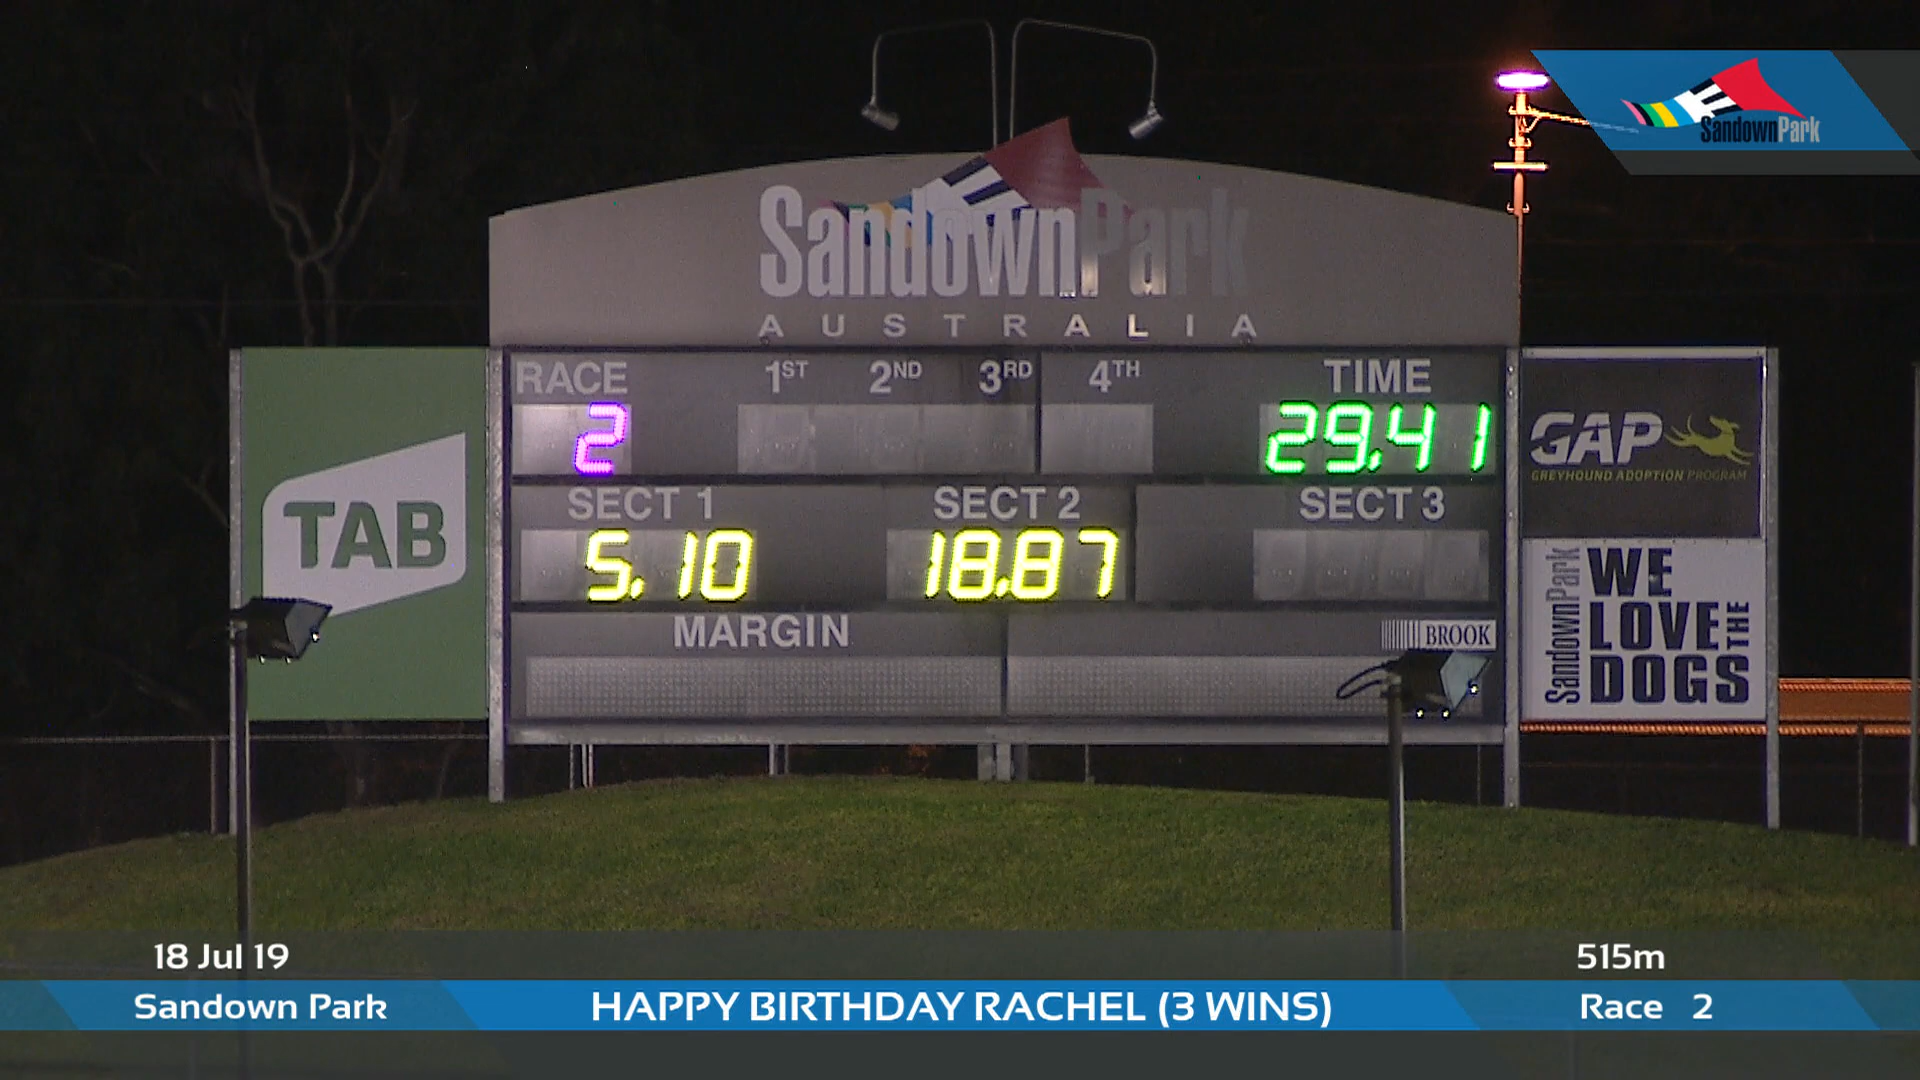 SandownPark
SandownPark
AUSTRALIA
RACE 1ST 2ND 3RD 4TH TIME
2 29.41
SECT 1 SECT 2 SECT 3
5.10 18.87
MARGIN
BROOK
TAB
GAP
GREYHOUND ADOPTION PROGRAM
SandownPark
WE
LOVE THE
DOGS
18 Jul 19 515m
Sandown Park HAPPY BIRTHDAY RACHEL (3 WINS) Race 2